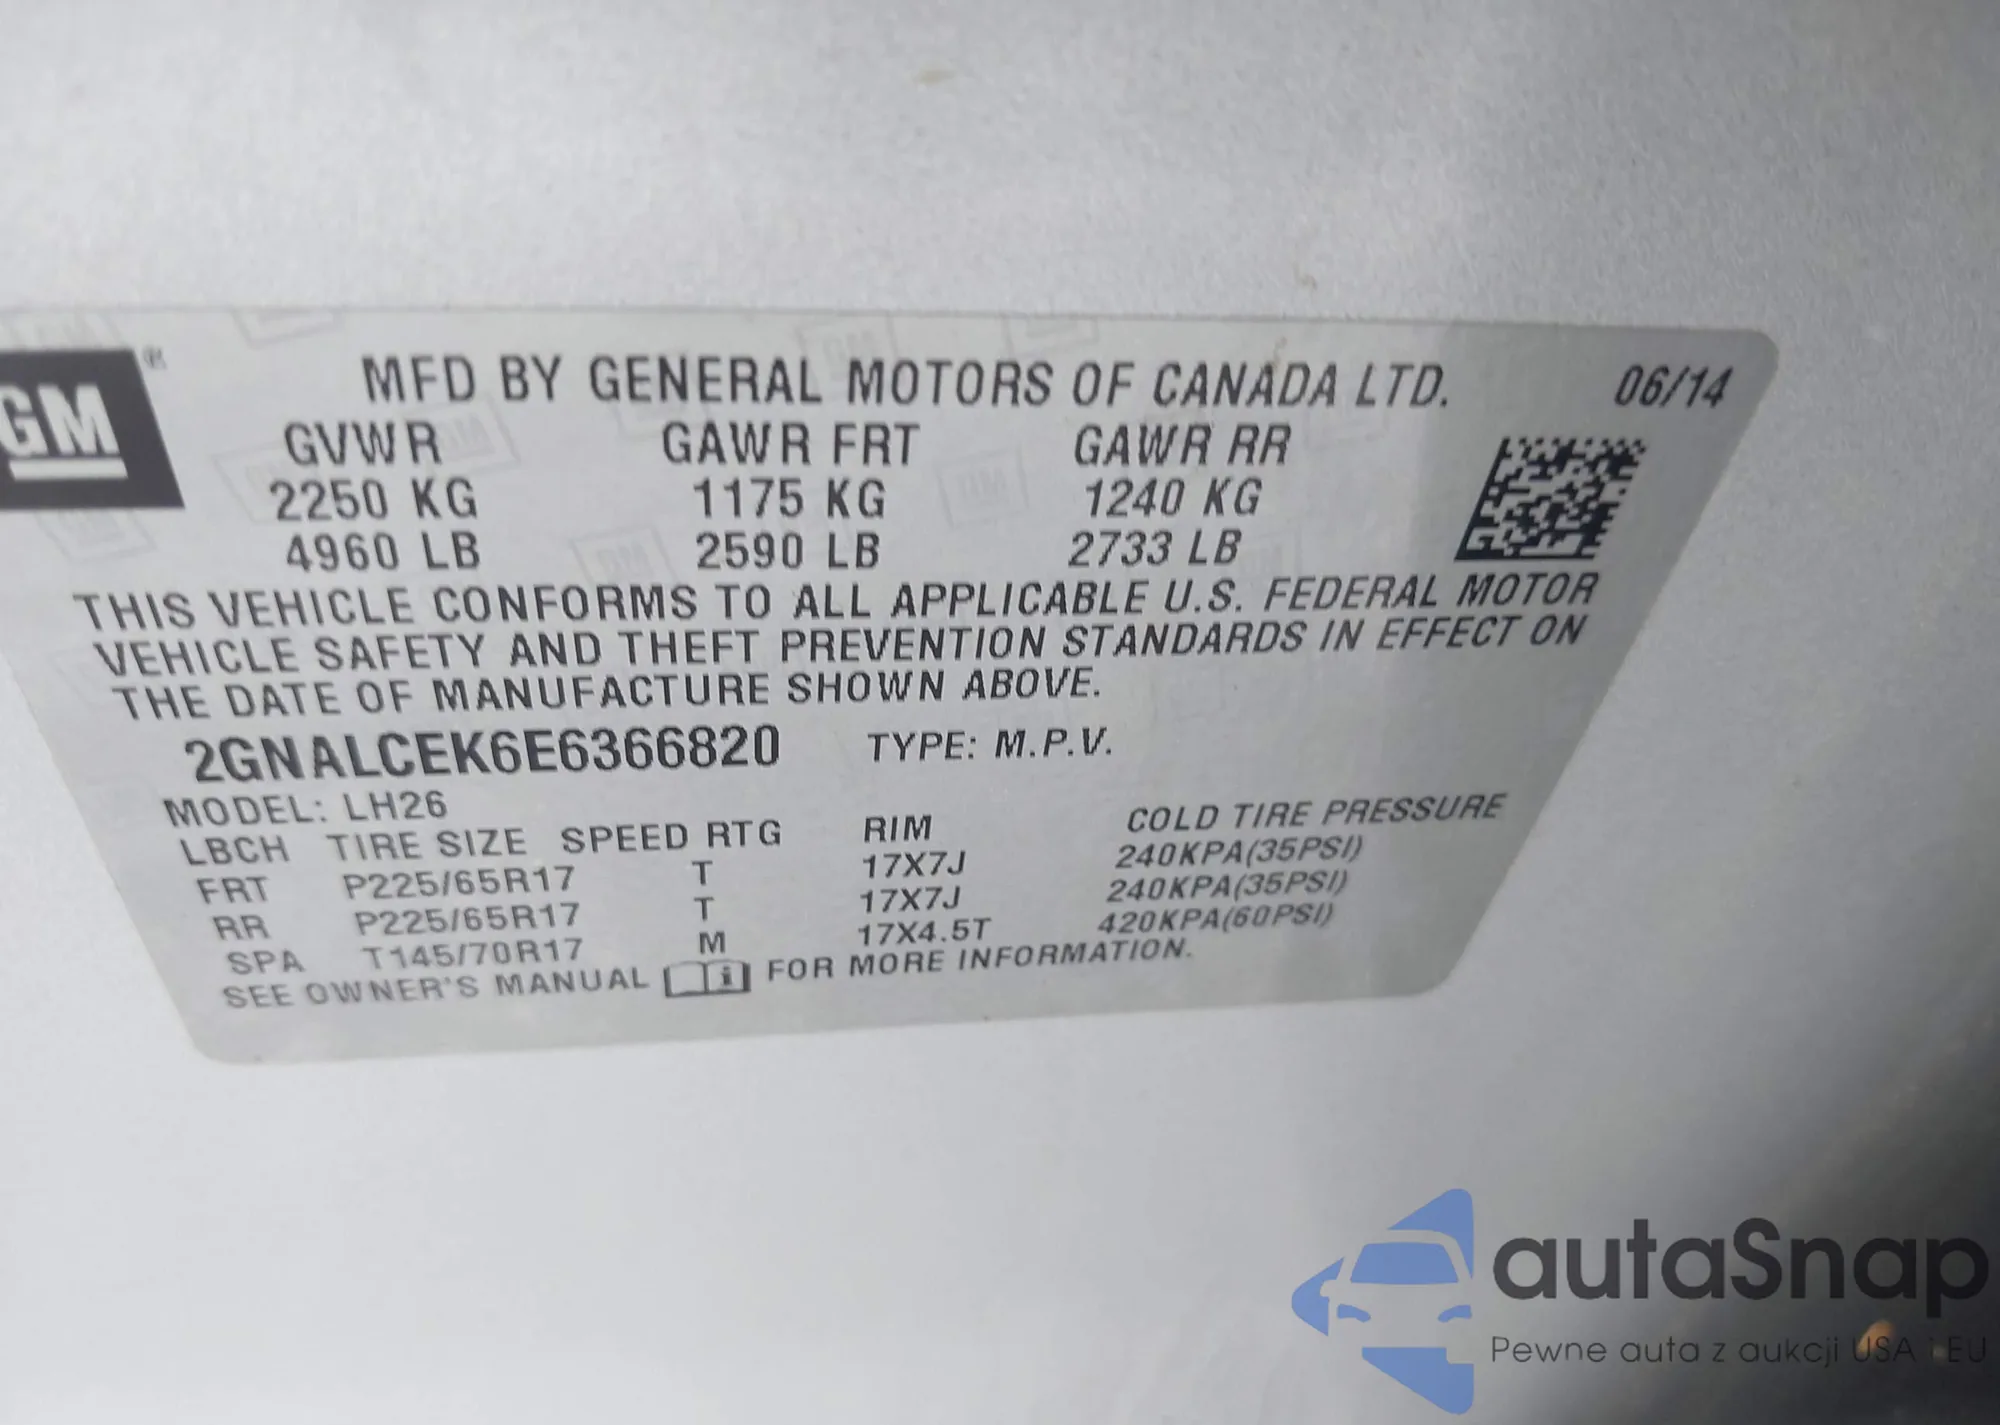 GM ®
MFD BY GENERAL MOTORS OF CANADA LTD. 06/14
GVWR GAWR FRT GAWR RR
2250 KG 1175 KG 1240 KG
4960 LB 2590 LB 2733 LB
THIS VEHICLE CONFORMS TO ALL APPLICABLE U.S. FEDERAL MOTOR
VEHICLE SAFETY AND THEFT PREVENTION STANDARDS IN EFFECT ON
THE DATE OF MANUFACTURE SHOWN ABOVE.
2GNALCEK6E6366820 TYPE: M.P.V.
MODEL: LH26
LBCH TIRE SIZE SPEED RTG RIM COLD TIRE PRESSURE
FRT P225/65R17 T 17X7J 240KPA(35PSI)
RR P225/65R17 T 17X7J 240KPA(35PSI)
SPA T145/70R17 M 17X4.5T 420KPA(60PSI)
SEE OWNER'S MANUAL i FOR MORE INFORMATION.
autaSnap
Pewne auta z aukcji USA i EU